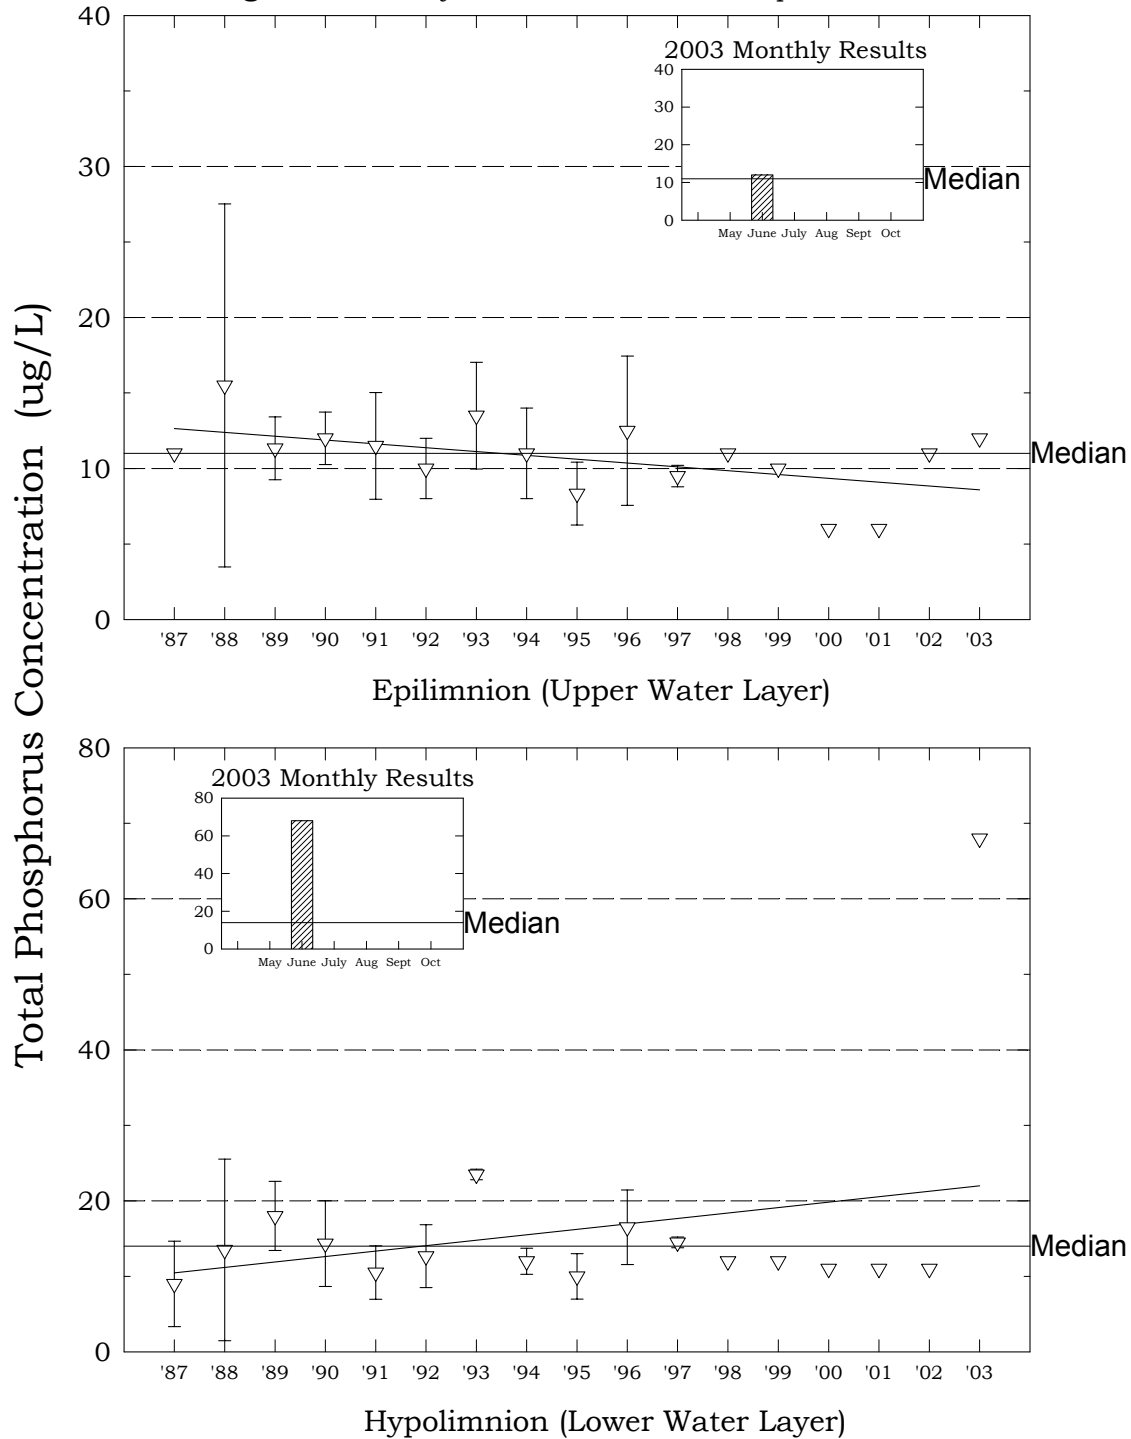 40
2003 Monthly Results
40
30
20
10
0
Median
May June July Aug Sept Oct
30
20
10
0
Median
'87 '88 '89 '90 '91 '92 '93 '94 '95 '96 '97 '98 '99 '00 '01 '02 '03
Epilimnion (Upper Water Layer)
Total Phosphorus Concentration (ug/L)
80
2003 Monthly Results
80
60
40
20
0
Median
May June July Aug Sept Oct
60
40
20
0
Median
'87 '88 '89 '90 '91 '92 '93 '94 '95 '96 '97 '98 '99 '00 '01 '02 '03
Hypolimnion (Lower Water Layer)